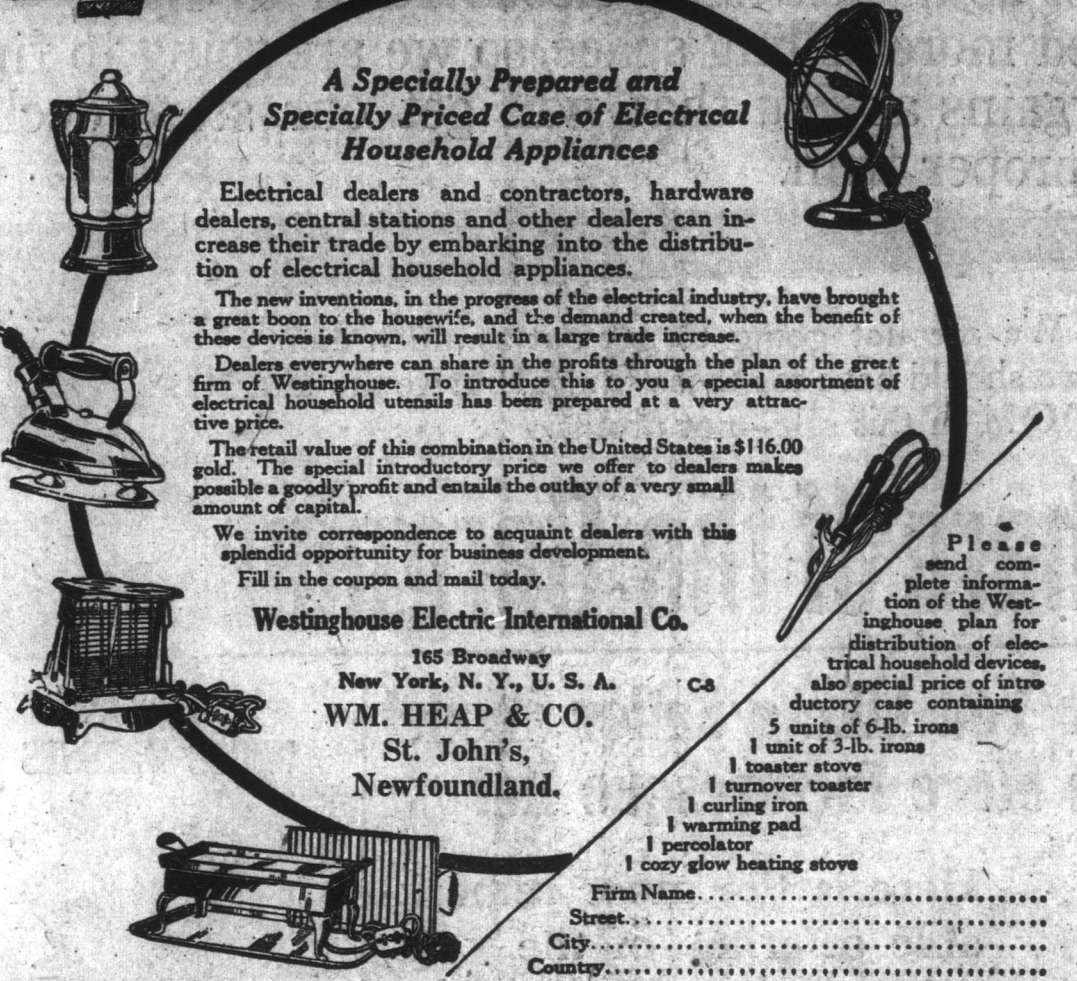 A Specially Prepared and
Specially Priced Case of Electrical
Household Appliances
Electrical dealers and contractors, hardware
dealers, central stations and other dealers can in-
crease their trade by embarking into the distribu-
tion of electrical household appliances.
The new inventions, in the progress of the electrical industry, have brought
a great boon to the housewife, and the demand created, when the benefit of
these devices is known, will result in a large trade increase.
Dealers everywhere can share in the profits through the plan of the great
firm of Westinghouse. To introduce this to you a special assortment of
electrical household utensils has been prepared at a very attrac-
tive price.
The retail value of this combination in the United States is $116.00
gold. The special introductory price we offer to dealers makes
possible a goodly profit and entails the outlay of a very small
amount of capital.
We invite correspondence to acquaint dealers with this
splendid opportunity for business development.
Fill in the coupon and mail today.
Westinghouse Electric International Co.
165 Broadway
New York, N. Y., U. S. A. C-8
WM. HEAP & CO.
St. John's,
Newfoundland.
Please
send com-
plete informa-
tion of the West-
inghouse plan for
distribution of elec-
trical household devices,
also special price of intro
ductory case containing
5 units of 6-lb. irons
1 unit of 3-lb. irons
1 toaster stove
1 turnover toaster
1 curling iron
1 warming pad
1 percolator
1 cozy glow heating stove
Firm Name
Street
City
Country